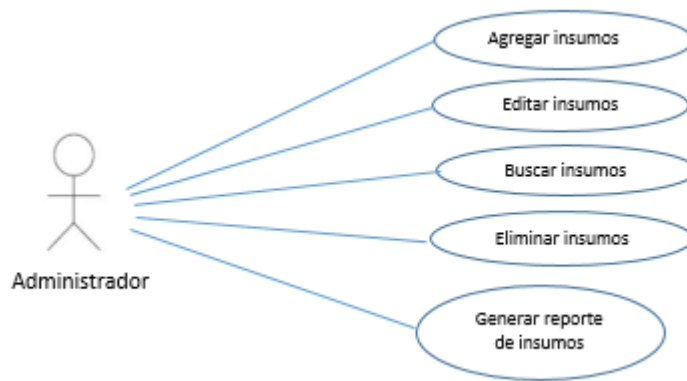 Agregar insumos
Editar insumos
Buscar insumos
Eliminar insumos
Administrador
Generar reporte
de insumos